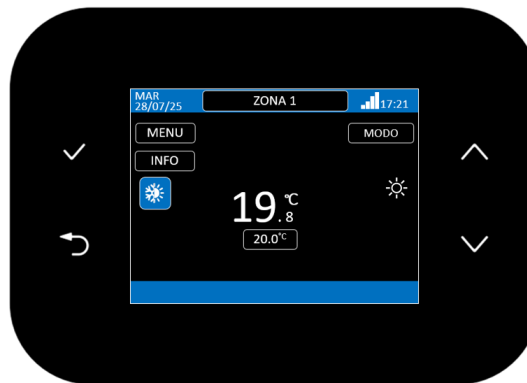 MAR
28/07/25
ZONA 1
17:21
MENU
MODO
INFO
19.8 °C
20.0°C